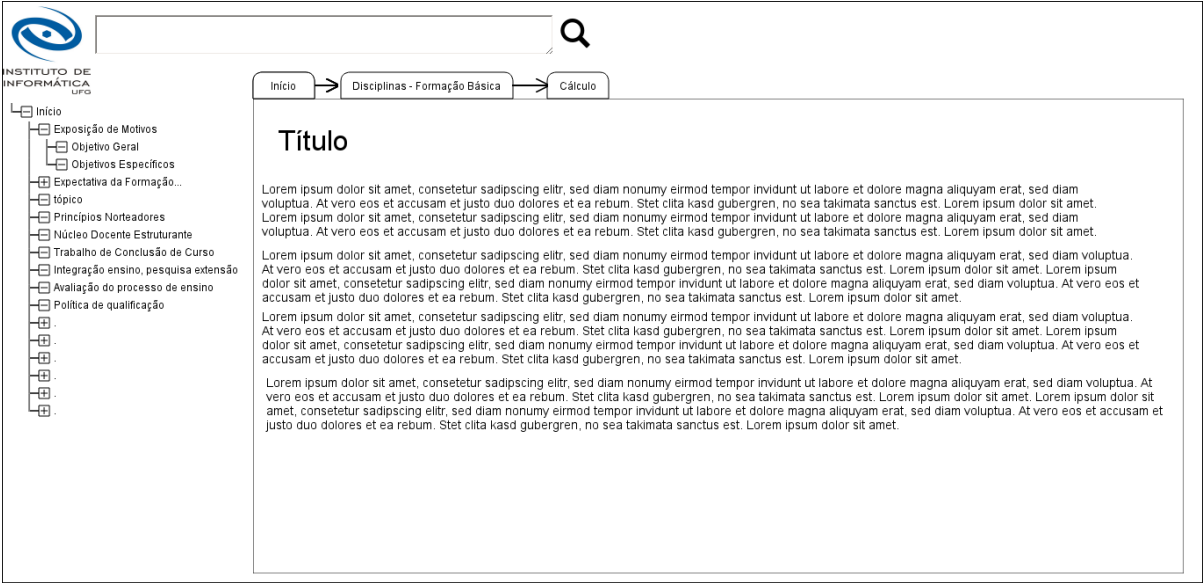 INSTITUTO DE
INFORMÁTICA
UFG
Início
Disciplinas - Formação Básica
Cálculo
Início
Exposição de Motivos
Objetivo Geral
Objetivos Específicos
Expectativa da Formação...
tópico
Princípios Norteadores
Núcleo Docente Estruturante
Trabalho de Conclusão de Curso
Integração ensino, pesquisa extensão
Avaliação do processo de ensino
Política de qualificação
.
.
.
.
.
.
Título
Lorem ipsum dolor sit amet, consetetur sadipscing elitr, sed diam nonumy eirmod tempor invidunt ut labore et dolore magna aliquyam erat, sed diam
voluptua. At vero eos et accusam et justo duo dolores et ea rebum. Stet clita kasd gubergren, no sea takimata sanctus est. Lorem ipsum dolor sit amet.
Lorem ipsum dolor sit amet, consetetur sadipscing elitr, sed diam nonumy eirmod tempor invidunt ut labore et dolore magna aliquyam erat, sed diam
voluptua. At vero eos et accusam et justo duo dolores et ea rebum. Stet clita kasd gubergren, no sea takimata sanctus est. Lorem ipsum dolor sit amet.
Lorem ipsum dolor sit amet, consetetur sadipscing elitr, sed diam nonumy eirmod tempor invidunt ut labore et dolore magna aliquyam erat, sed diam voluptua.
At vero eos et accusam et justo duo dolores et ea rebum. Stet clita kasd gubergren, no sea takimata sanctus est. Lorem ipsum dolor sit amet. Lorem ipsum
dolor sit amet, consetetur sadipscing elitr, sed diam nonumy eirmod tempor invidunt ut labore et dolore magna aliquyam erat, sed diam voluptua. At vero eos et
accusam et justo duo dolores et ea rebum. Stet clita kasd gubergren, no sea takimata sanctus est. Lorem ipsum dolor sit amet.
Lorem ipsum dolor sit amet, consetetur sadipscing elitr, sed diam nonumy eirmod tempor invidunt ut labore et dolore magna aliquyam erat, sed diam voluptua.
At vero eos et accusam et justo duo dolores et ea rebum. Stet clita kasd gubergren, no sea takimata sanctus est. Lorem ipsum dolor sit amet. Lorem ipsum
dolor sit amet, consetetur sadipscing elitr, sed diam nonumy eirmod tempor invidunt ut labore et dolore magna aliquyam erat, sed diam voluptua. At vero eos et
accusam et justo duo dolores et ea rebum. Stet clita kasd gubergren, no sea takimata sanctus est. Lorem ipsum dolor sit amet.
Lorem ipsum dolor sit amet, consetetur sadipscing elitr, sed diam nonumy eirmod tempor invidunt ut labore et dolore magna aliquyam erat, sed diam voluptua. At
vero eos et accusam et justo duo dolores et ea rebum. Stet clita kasd gubergren, no sea takimata sanctus est. Lorem ipsum dolor sit amet. Lorem ipsum dolor sit
amet, consetetur sadipscing elitr, sed diam nonumy eirmod tempor invidunt ut labore et dolore magna aliquyam erat, sed diam voluptua. At vero eos et accusam et
justo duo dolores et ea rebum. Stet clita kasd gubergren, no sea takimata sanctus est. Lorem ipsum dolor sit amet.